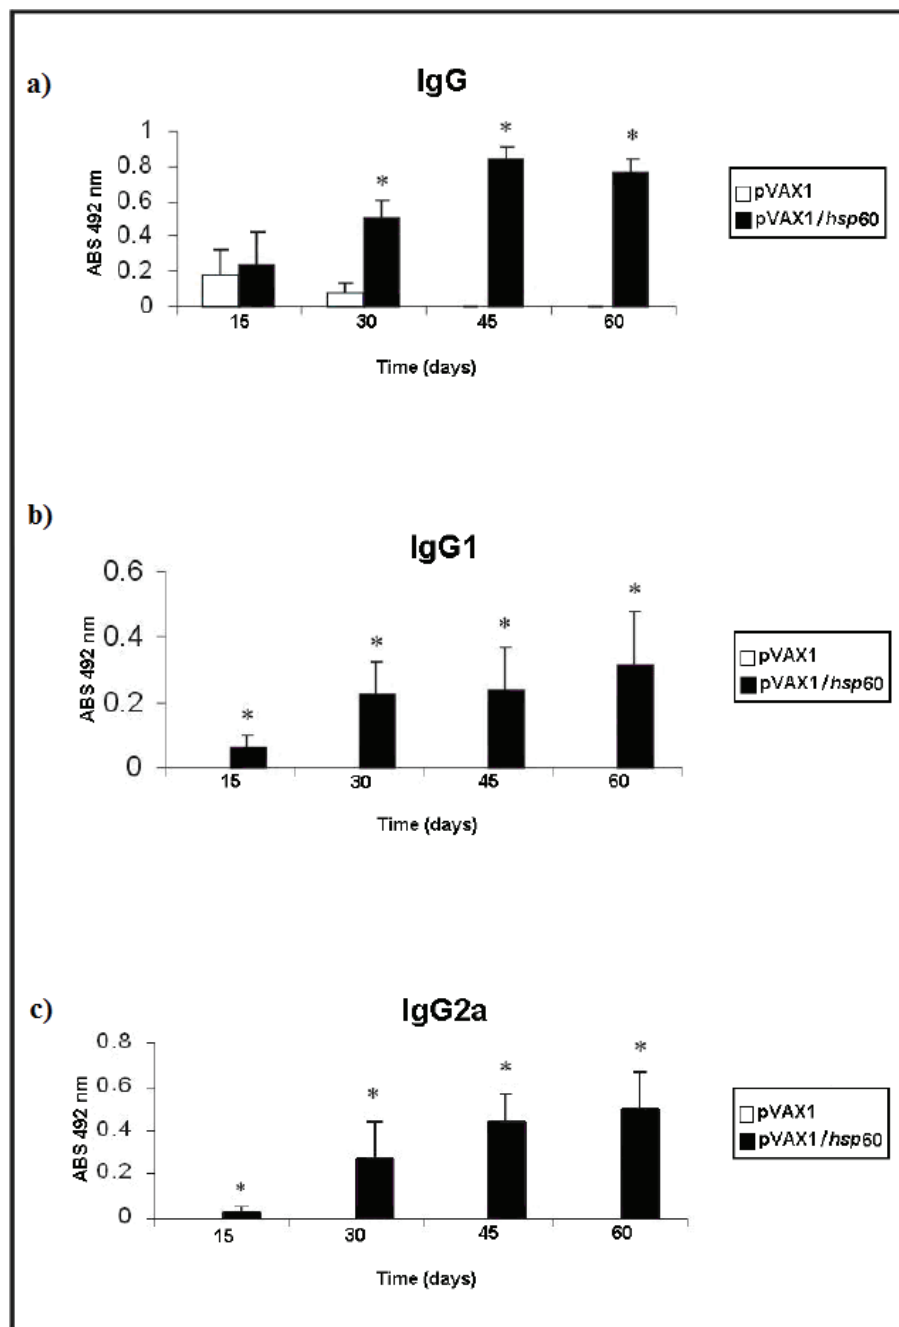 a)
IgG
1
0.8
0.6
0.4
0.2
0
ABS 492 nm
* * *
15 30 45 60
Time (days)
pVAX1
pVAX1/hsp60
b)
IgG1
0.6
0.4
0.2
0
ABS 492 nm
* * * *
15 30 45 60
Time (days)
pVAX1
pVAX1/hsp60
c)
IgG2a
0.8
0.6
0.4
0.2
0
ABS 492 nm
* * * *
15 30 45 60
Time (days)
pVAX1
pVAX1/hsp60